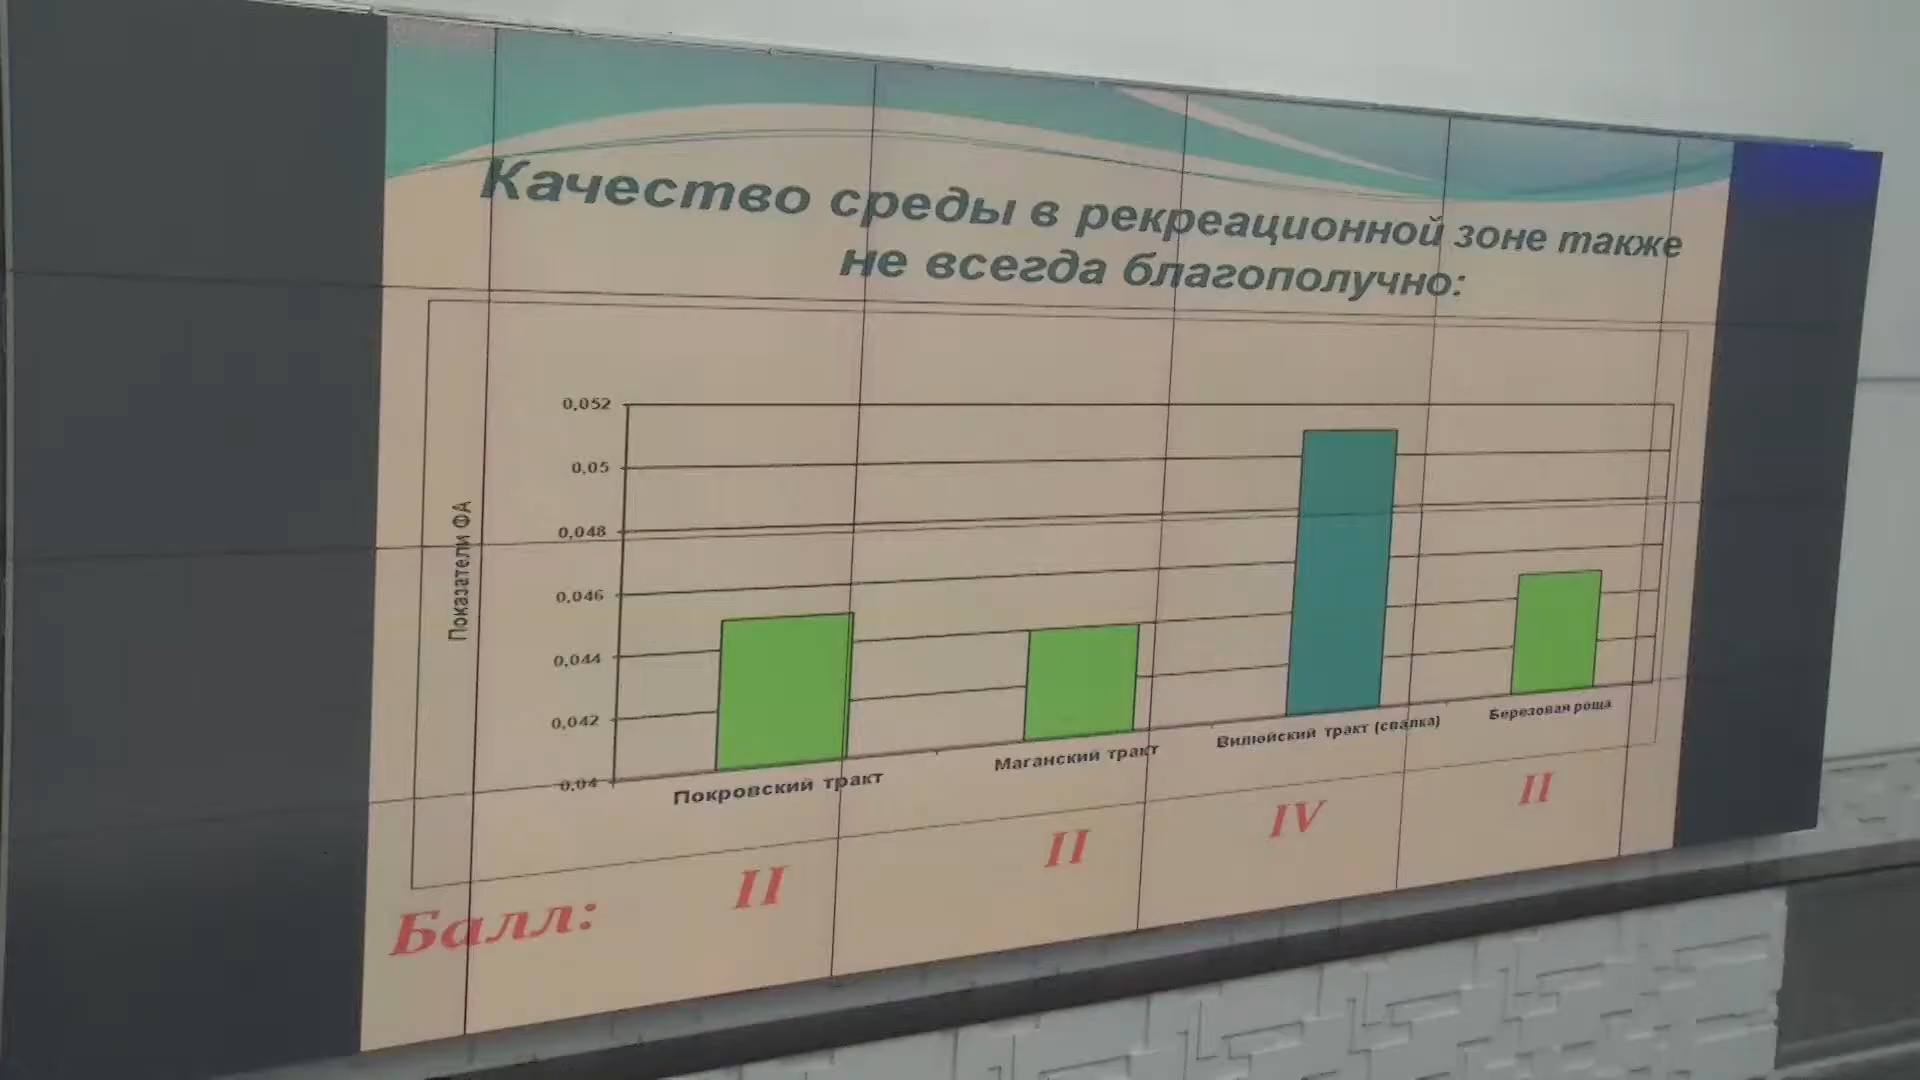 Качество среды в рекреационной зоне также
не всегда благополучно:
Показатели ФА
0,052
0,05
0,048
0,046
0,044
0,042
0,04
Покровский тракт
Маганский тракт
Вилюйский тракт (свалка)
Березовая роща
Балл: II II IV II